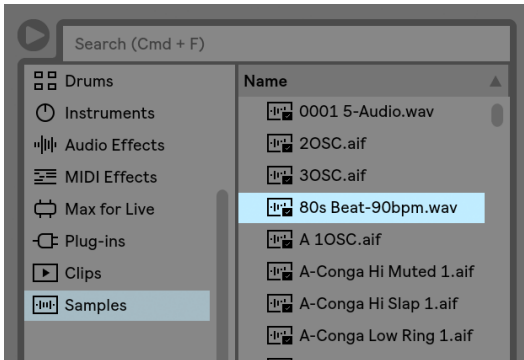 Search (Cmd + F)
Drums
Instruments
Audio Effects
MIDI Effects
Max for Live
Plug-ins
Clips
Samples
Name
0001 5-Audio.wav
2OSC.aif
3OSC.aif
80s Beat-90bpm.wav
A 1OSC.aif
A-Conga Hi Muted 1.aif
A-Conga Hi Slap 1.aif
A-Conga Low Ring 1.aif